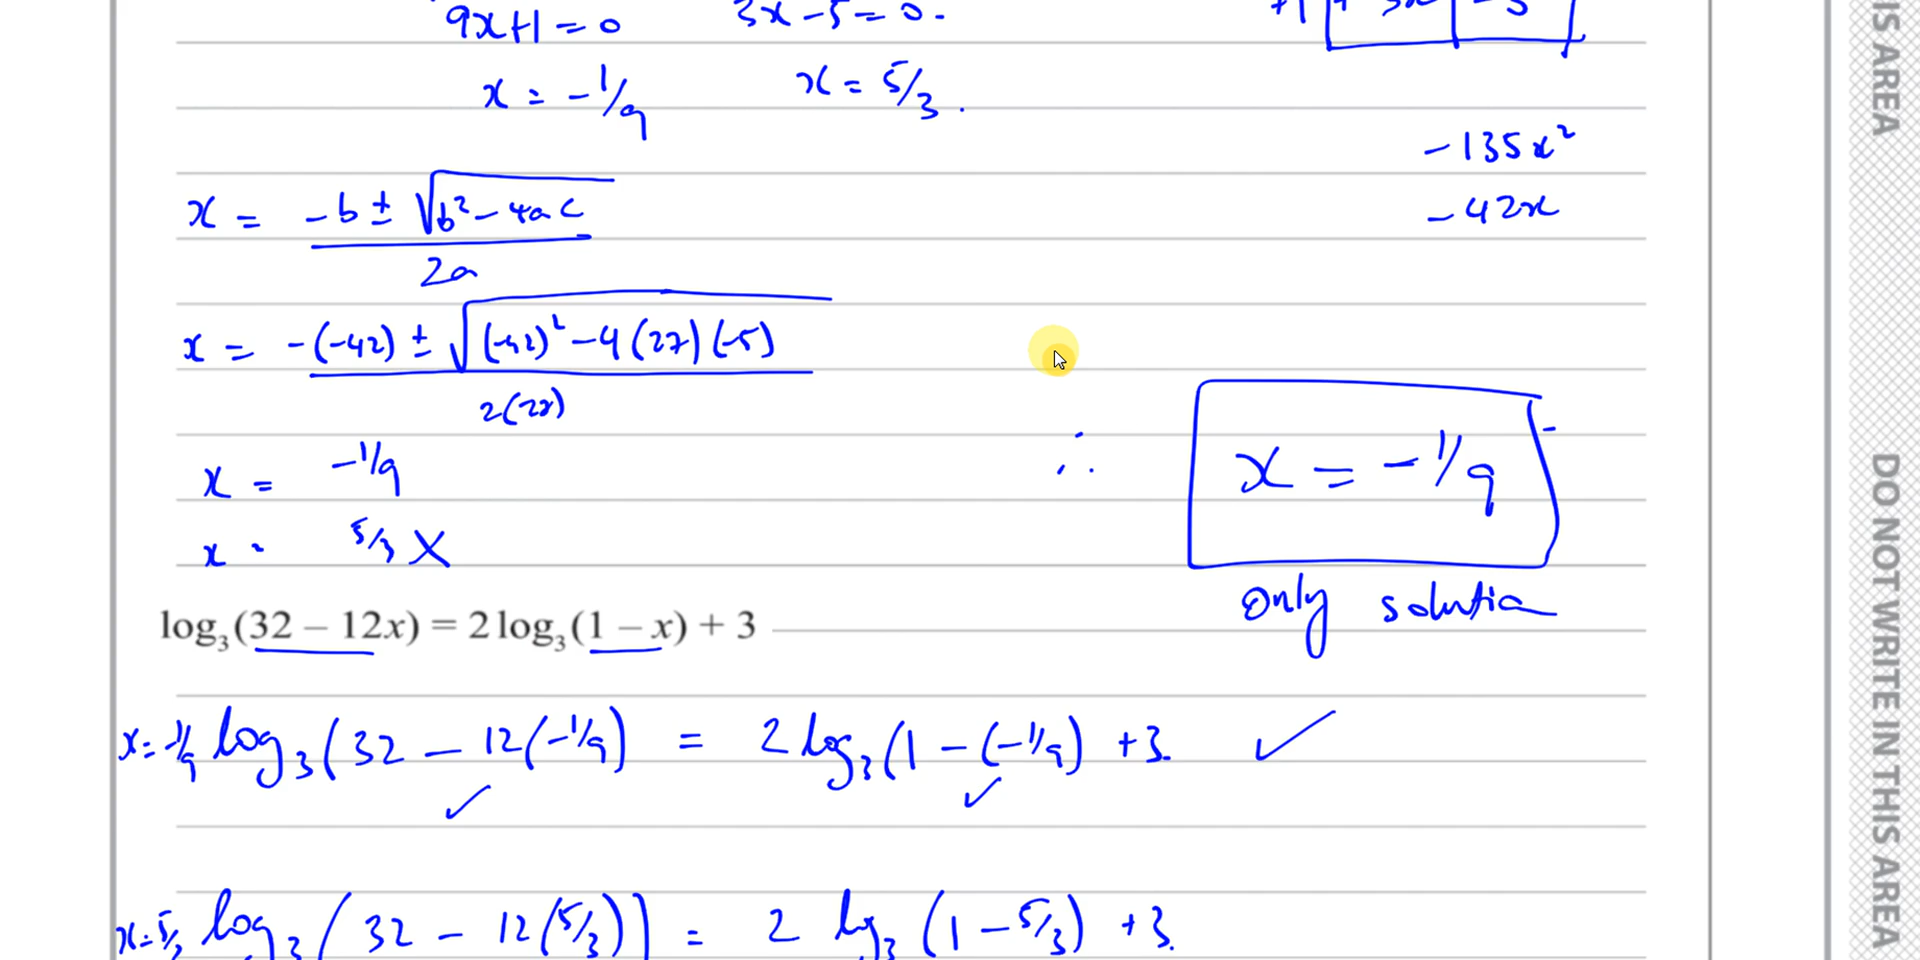 9x+1 = 0 3x-5 = 0.
x = -1/9 x = 5/3.
-135x²
-42x
x = -b ± √b²-4ac
2a
x = -(-42) ± √(-42)²-4(27)(-5)
2(27)
x = -1/9
∴ x = -1/9
x = 5/3 X
only solution
log₃(32 – 12x) = 2 log₃(1 – x) + 3
x=-1/9 log₃(32 - 12(-1/9) = 2 log₃(1-(-1/9) +3. ✓
✓ ✓
x=5/3 log₃(32 - 12(5/3)) = 2 log₃(1-5/3) +3.
IS AREA
DO NOT WRITE IN THIS AREA